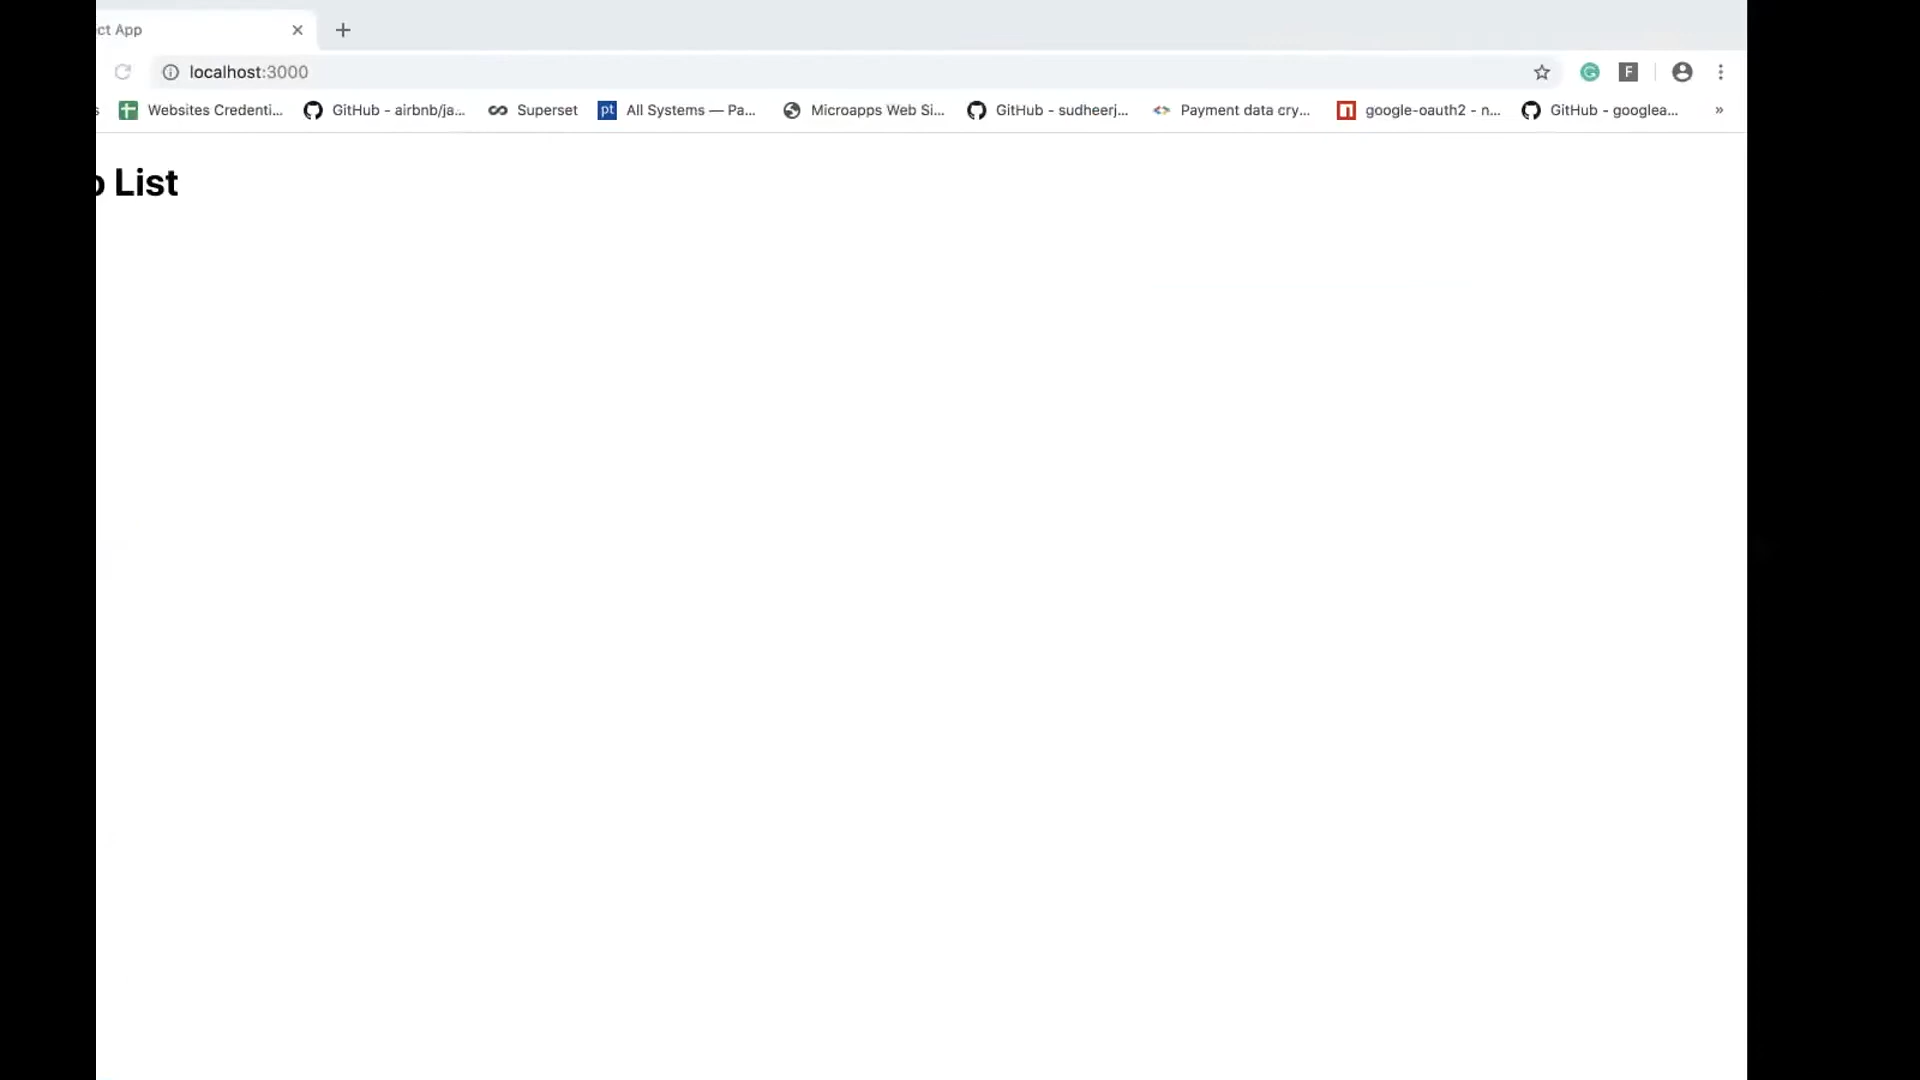 ct App
localhost:3000
s Websites Credenti... GitHub - airbnb/ja... Superset pt All Systems — Pa... Microapps Web Si... GitHub - sudheerj... Payment data cry... google-oauth2 - n... GitHub - googlea... »
o List